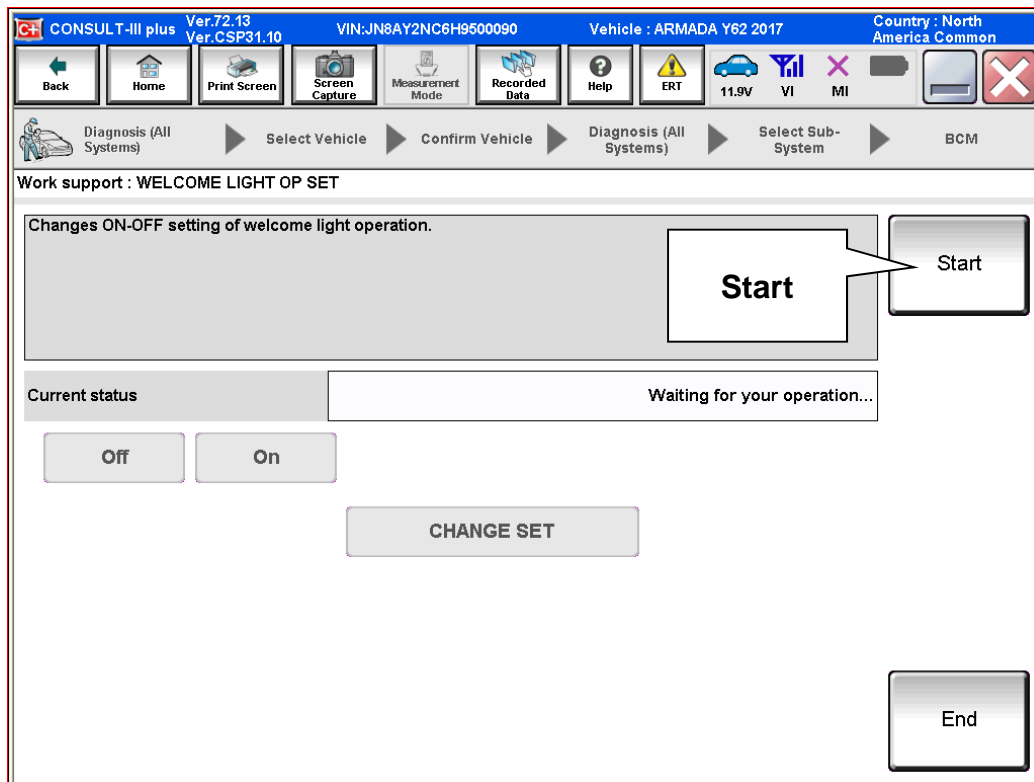 C+ CONSULT-III plus Ver.72.13 VIN:JN8AY2NC6H9500090 Vehicle : ARMADA Y62 2017 Country : North
Ver.CSP31.10 America Common
Back Home Print Screen Screen Capture Measurement Mode Recorded Data Help ERT 11.9V VI MI
Diagnosis (All Systems) Select Vehicle Confirm Vehicle Diagnosis (All Systems) Select Sub-System BCM
Work support : WELCOME LIGHT OP SET
Changes ON-OFF setting of welcome light operation.
Start
Start
Current status Waiting for your operation...
Off On
CHANGE SET
End